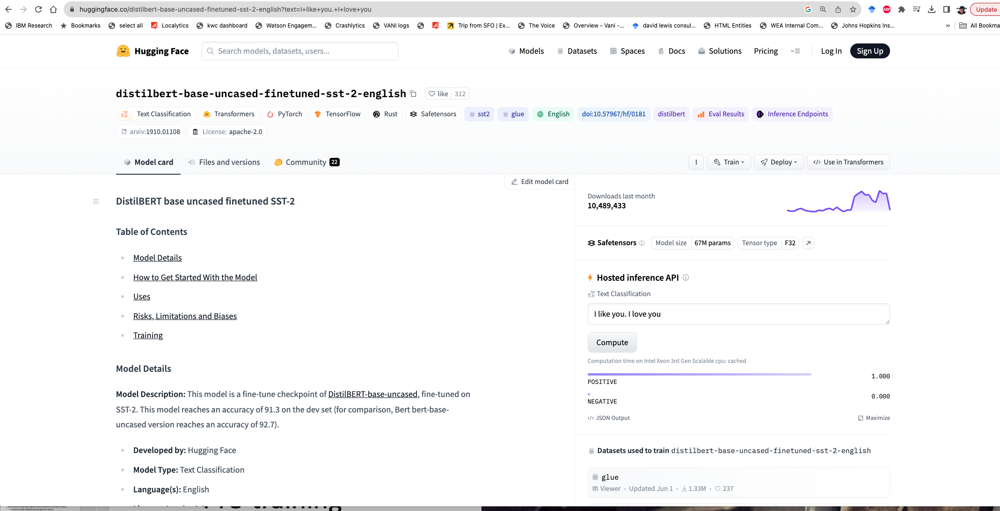 huggingface.co/distilbert-base-uncased-finetuned-sst-2-english?text=I+like+you.+I+love+you
ABP
Update
IBM Research Bookmarks select all Localytics kwc dashboard Watson Engagem... Crashlytics VANI logs Trip from SFO | Ex... The Voice Overview - Vani -... david lewis consul... HTML Entities WEA Internal Com... Johns Hopkins Ins... » All Bookma
Hugging Face Search models, datasets, users... Models Datasets Spaces Docs Solutions Pricing Log In Sign Up
distilbert-base-uncased-finetuned-sst-2-english like 312
Text Classification Transformers PyTorch TensorFlow Rust Safetensors sst2 glue English doi:10.57967/hf/0181 distilbert Eval Results Inference Endpoints
arxiv:1910.01108 License: apache-2.0
Model card Files and versions Community 22 Train Deploy </> Use in Transformers
Edit model card
DistilBERT base uncased finetuned SST-2
Table of Contents
Model Details
How to Get Started With the Model
Uses
Risks, Limitations and Biases
Training
Model Details
Model Description: This model is a fine-tune checkpoint of DistilBERT-base-uncased, fine-tuned on
SST-2. This model reaches an accuracy of 91.3 on the dev set (for comparison, Bert bert-base-
uncased version reaches an accuracy of 92.7).
Developed by: Hugging Face
Model Type: Text Classification
Language(s): English
Downloads last month
10,489,433
Safetensors Model size 67M params Tensor type F32
Hosted inference API
Text Classification
I like you. I love you
Compute
Computation time on Intel Xeon 3rd Gen Scalable cpu: cached
1.000
POSITIVE
0.000
NEGATIVE
</> JSON Output Maximize
Datasets used to train distilbert-base-uncased-finetuned-sst-2-english
glue
Viewer • Updated Jun 1 • 1.33M • 237